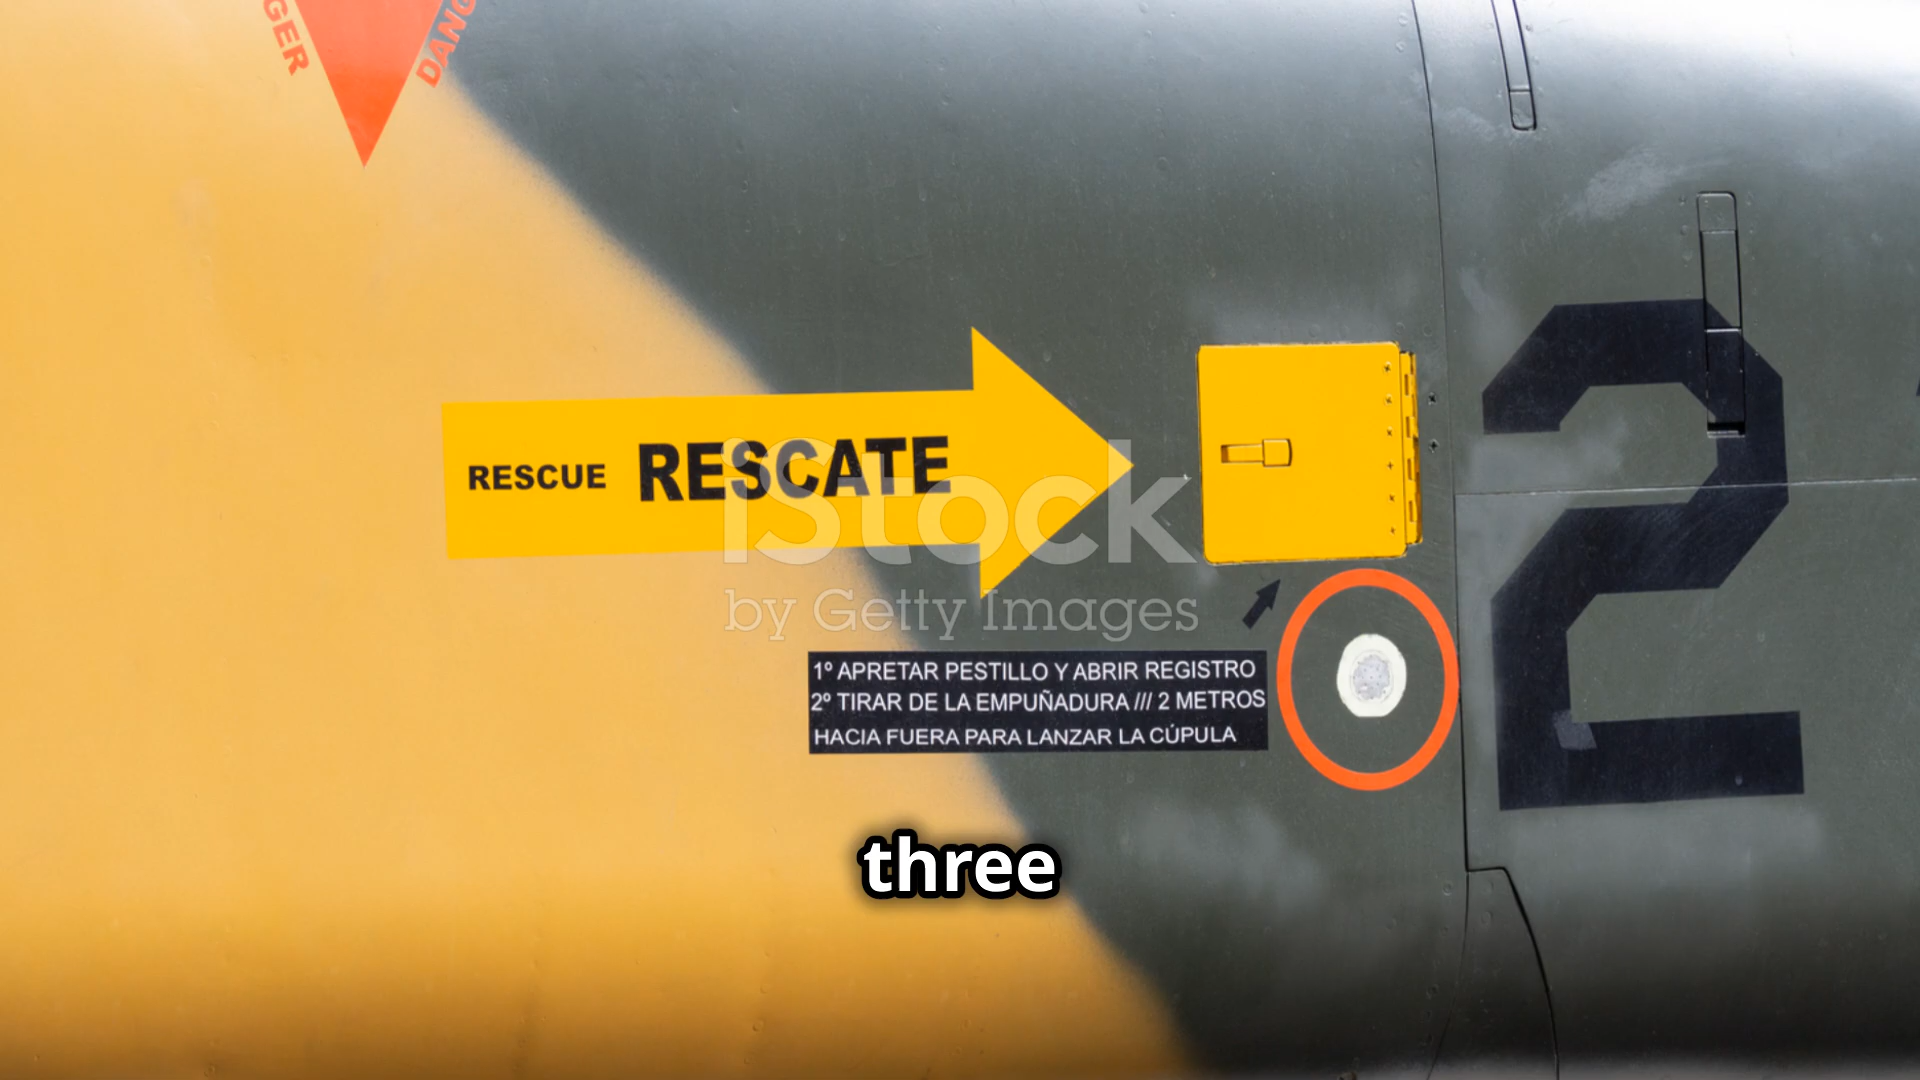 GER
DANG
RESCUE RESCATE
iStock
by Getty Images
1º APRETAR PESTILLO Y ABRIR REGISTRO
2º TIRAR DE LA EMPUÑADURA /// 2 METROS
HACIA FUERA PARA LANZAR LA CÚPULA
2
three